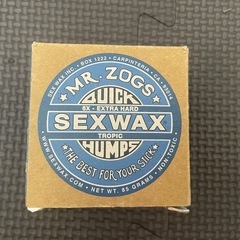 SEX WAX INC. • BOX 1222 • CARPINTERIA • CA • 93014
MR. ZOGS
QUICK
6X - EXTRA HARD
SEXWAX
TROPIC
HUMPS
THE BEST FOR YOUR STICK
WWW.SEXWAX.COM • NET WT. 85 GRAMS • NON TOXIC